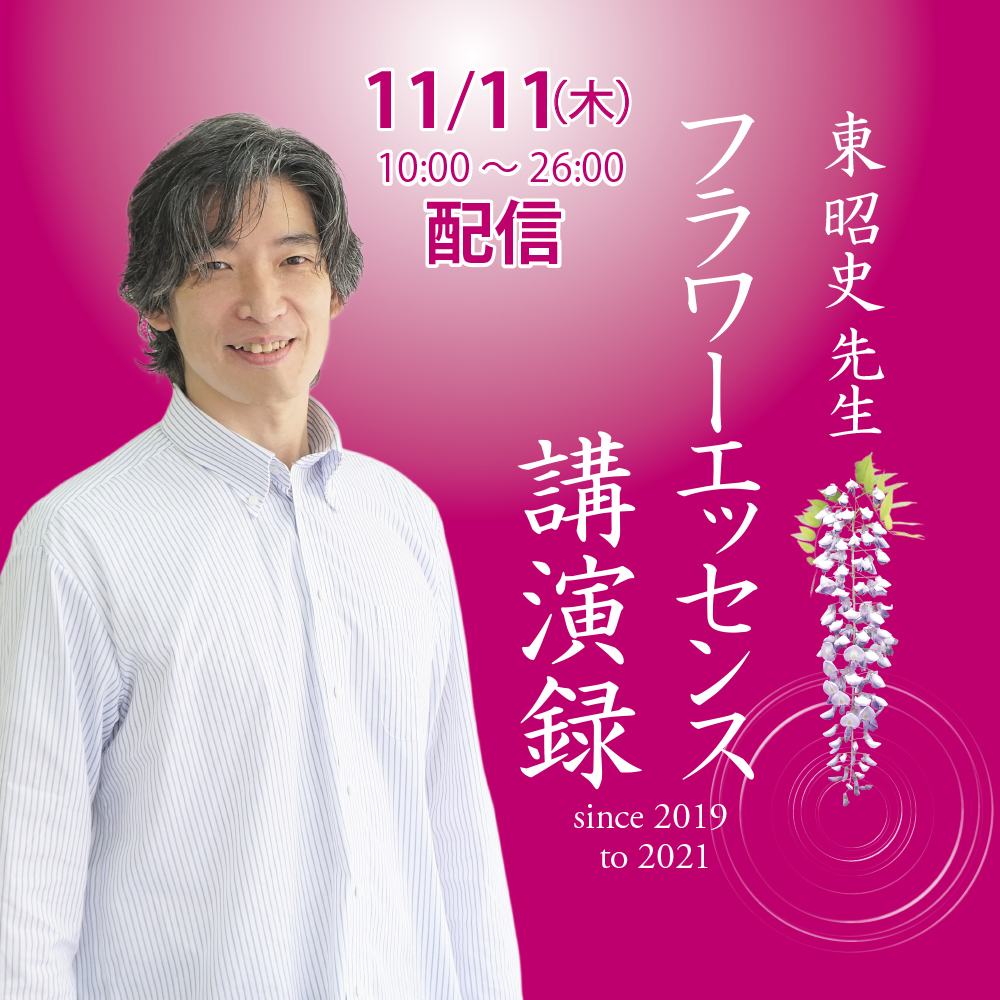 11/11(木)
10:00 ～ 26:00
配信
東 昭史 先生
フラワーエッセンス
講演録
since 2019
to 2021